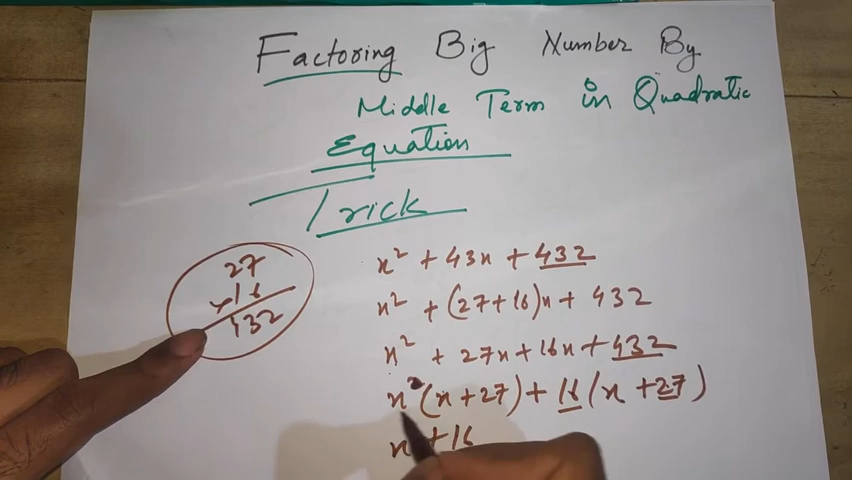 Factoring Big Number By
Middle Term in Quadratic
Equation
Trick
27
×16
432
x² + 43x + 432
x² + (27+16)x + 432
x² + 27x + 16x + 432
x (x + 27) + 16 (x + 27)
x + 16